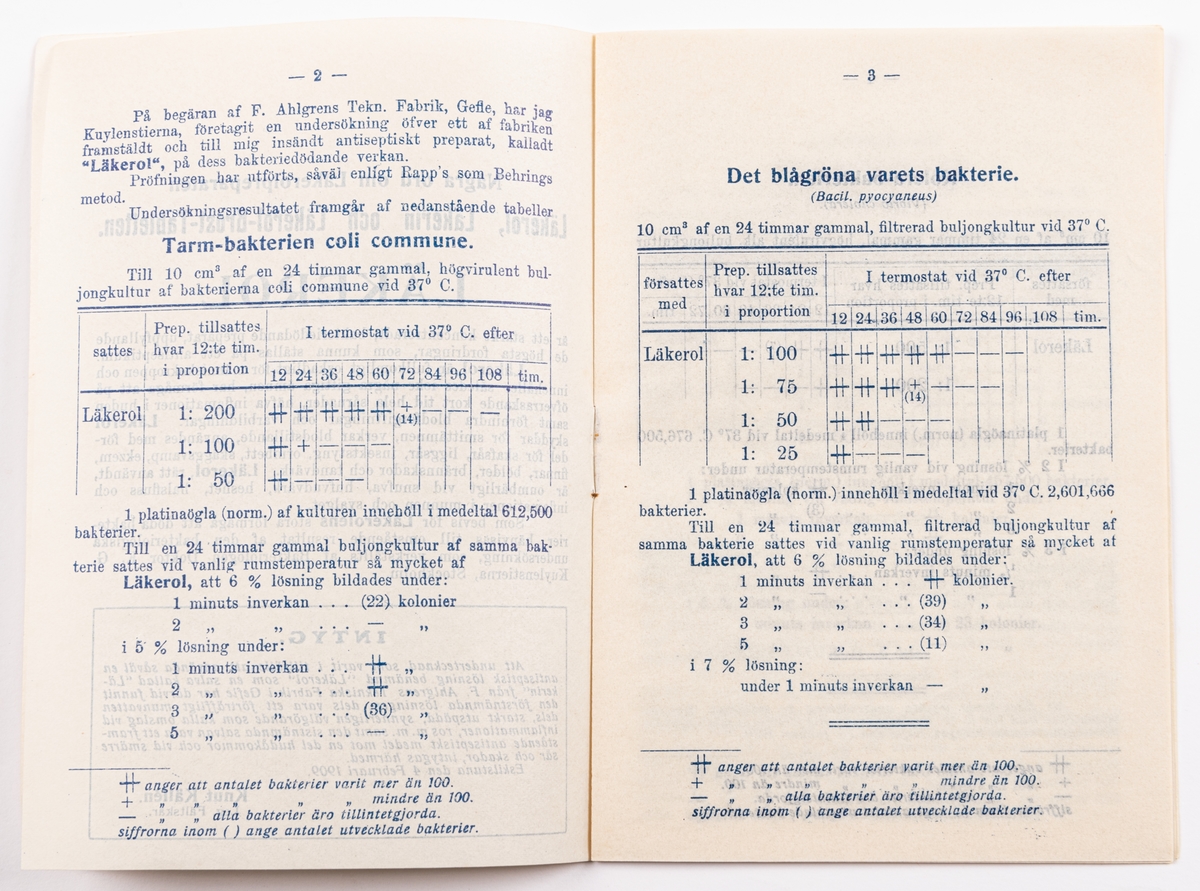 — 2 —
På begäran af F. Ahlgrens Tekn. Fabrik, Gefle, har jag
Kuylenstierna, företagit en undersökning öfver ett af fabriken
framstäldt och till mig insändt antiseptiskt preparat, kalladt
“Läkerol“, på dess bakteriedödande verkan.
Pröfningen har utförts, såväl enligt Rapp's som Behrings
metod.
Undersökningsresultatet framgår af nedanstående tabeller
Tarm-bakterien coli commune.
Till 10 cm³ af en 24 timmar gammal, högvirulent bul-
jongkultur af bakterierna coli commune vid 37⁰ C.
sattes Prep. tillsattes hvar 12:te tim. i proportion I termostat vid 37⁰ C. efter
12 24 36 48 60 72 84 96 108 tim.
Läkerol 1: 200 ⧺ ⧺ ⧺ ⧺ ⧺ + (14) — — —
1: 100 ⧺ + — — — — — —
1: 50 ⧺ — — — — —
1 platinaögla (norm.) af kulturen innehöll i medeltal 612,500
bakterier.
Till en 24 timmar gammal buljongkultur af samma bak-
terie sattes vid vanlig rumstemperatur så mycket af
Läkerol, att 6 % lösning bildades under:
1 minuts inverkan . . . (22) kolonier
2 „ „ . . . — „
i 5 % lösning under:
1 minuts inverkan . . . ⧺ „
2 „ „ . . . ⧺ „
3 „ „ . . . (36) „
5 „ „ . . . — „
⧺ anger att antalet bakterier varit mer än 100.
+ „ „ „ „ „ mindre än 100.
— „ „ alla bakterier äro tillintetgjorda.
siffrorna inom ( ) ange antalet utvecklade bakterier.
— 3 —
Det blågröna varets bakterie.
(Bacil. pyocyaneus)
10 cm³ af en 24 timmar gammal, filtrerad buljongkultur vid 37⁰ C.
försattes med Prep. tillsattes hvar 12:te tim. i proportion I termostat vid 37⁰ C. efter
12 24 36 48 60 72 84 96 108 tim.
Läkerol 1: 100 ⧺ ⧺ ⧺ ⧺ ⧺ — — —
1: 75 ⧺ ⧺ ⧺ + (14) — — —
1: 50 ⧺ ⧺ — — —
1: 25 ⧺ — — —
1 platinaögla (norm.) innehöll i medeltal vid 37⁰ C. 2,601,666
bakterier.
Till en 24 timmar gammal, filtrerad buljongkultur af
samma bakterie sattes vid vanlig rumstemperatur så mycket af
Läkerol, att 6 % lösning bildades under:
1 minuts inverkan . . . ⧺ kolonier.
2 „ „ . . . (39) „
3 „ „ . . . (34) „
5 „ „ . . . (11) „
i 7 % lösning:
under 1 minuts inverkan — „
⧺ anger att antalet bakterier varit mer än 100.
+ „ „ „ „ „ mindre än 100.
— „ „ alla bakterier äro tillintetgjorda.
siffrorna inom ( ) ange antalet utvecklade bakterier.